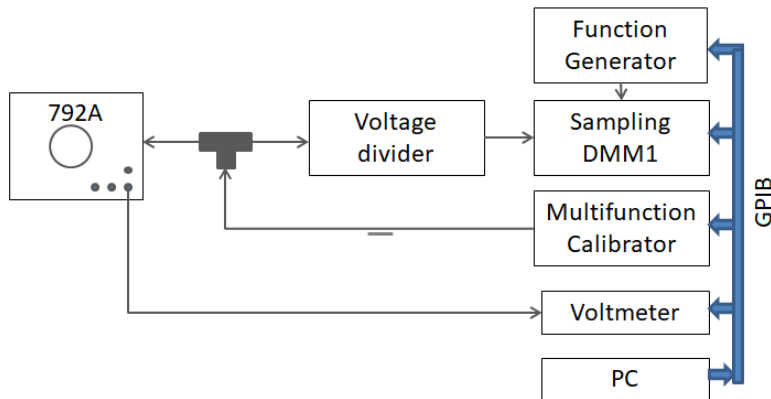 Function
Generator
792A
Voltage
divider
Sampling
DMM1
Multifunction
Calibrator
GPIB
Voltmeter
PC